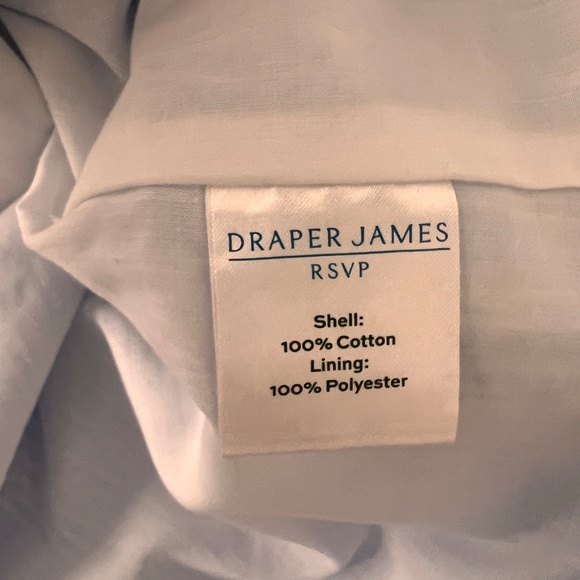 DRAPER JAMES
RSVP
Shell:
100% Cotton
Lining:
100% Polyester